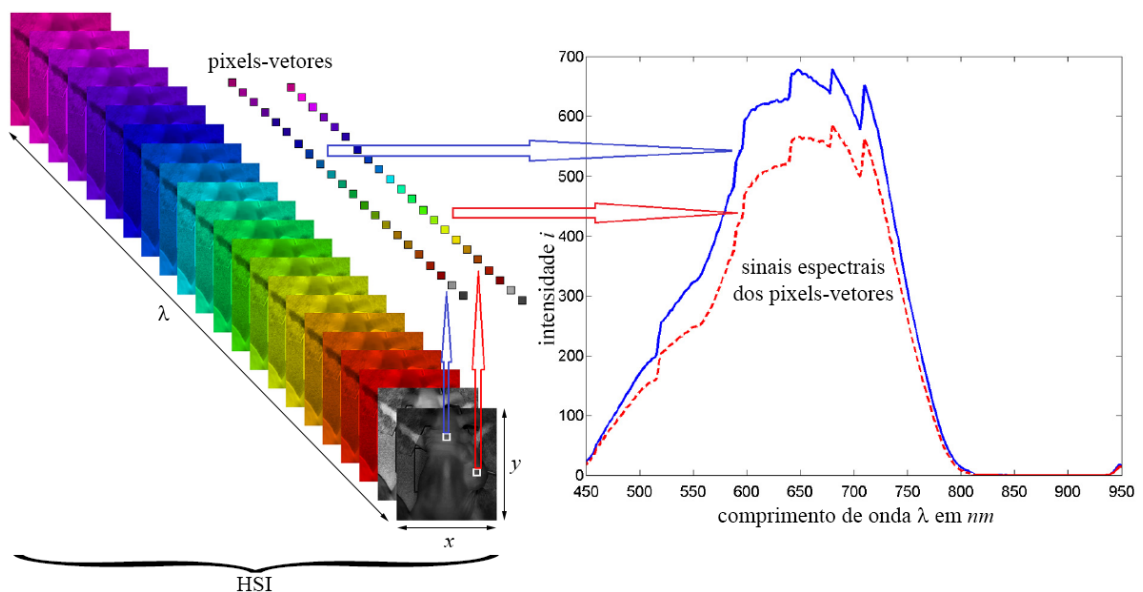 pixels-vetores
λ
x
y
HSI
intensidade i
700
600
500
400
300
200
100
0
sinais espectrais
dos pixels-vetores
450
500
550
600
650
700
750
800
850
900
950
comprimento de onda λ em nm